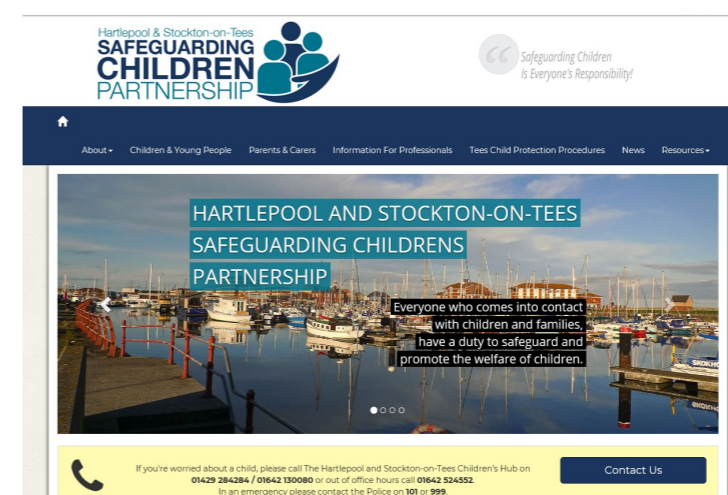 Hartlepool & Stockton-on-Tees
SAFEGUARDING
CHILDREN
PARTNERSHIP
Safeguarding Children
Is Everyone's Responsibility!
About
Children & Young People
Parents & Carers
Information For Professionals
Tees Child Protection Procedures
News
Resources
HARTLEPOOL AND STOCKTON-ON-TEES
SAFEGUARDING CHILDRENS
PARTNERSHIP
Everyone who comes into contact
with children and families,
have a duty to safeguard and
promote the welfare of children.
If you're worried about a child, please call The Hartlepool and Stockton-on-Tees Children's Hub on
01429 284284 / 01642 130080 or out of office hours call 01642 524552.
In an emergency please contact the Police on 101 or 999.
Contact Us